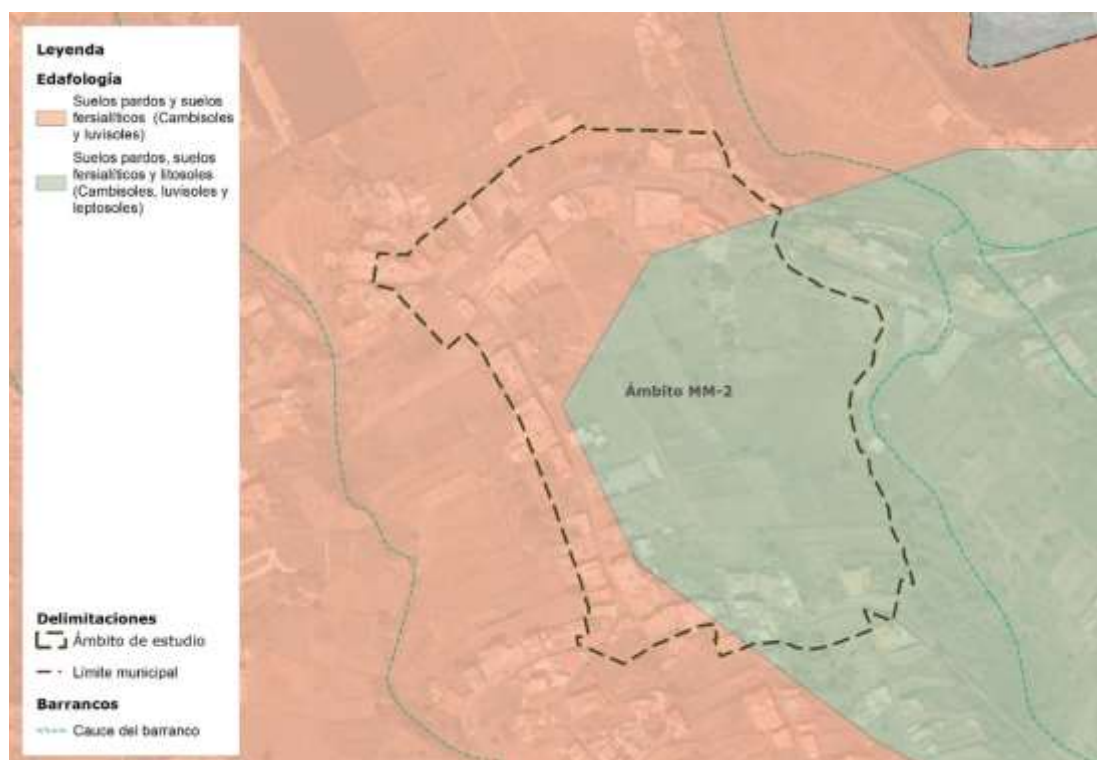 Leyenda
Edafología
Suelos pardos y suelos
fersialíticos (Cambisoles
y luvisoles)
Suelos pardos, suelos
fersialíticos y litosoles
(Cambisoles, luvisoles y
leptosoles)
Ámbito MM-2
Delimitaciones
Ámbito de estudio
Límite municipal
Barrancos
Cauce del barranco